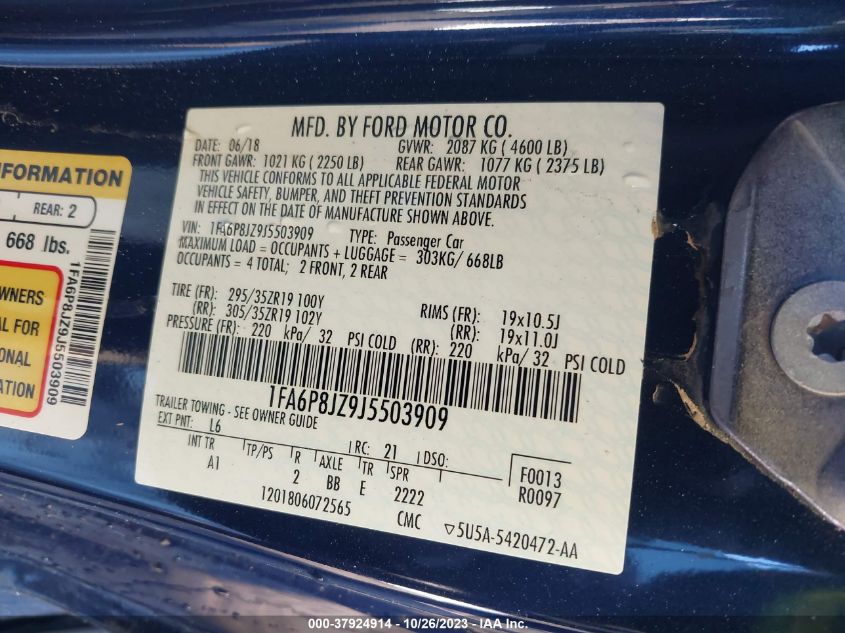 MFD. BY FORD MOTOR CO.
DATE: 06/18 GVWR: 2087 KG ( 4600 LB)
FRONT GAWR: 1021 KG ( 2250 LB) REAR GAWR: 1077 KG ( 2375 LB)
THIS VEHICLE CONFORMS TO ALL APPLICABLE FEDERAL MOTOR
VEHICLE SAFETY, BUMPER, AND THEFT PREVENTION STANDARDS
IN EFFECT ON THE DATE OF MANUFACTURE SHOWN ABOVE.
VIN: 1FA6P8JZ9J5503909 TYPE: Passenger Car
MAXIMUM LOAD = OCCUPANTS + LUGGAGE = 303KG/ 668LB
OCCUPANTS = 4 TOTAL; 2 FRONT, 2 REAR
TIRE (FR): 295/35ZR19 100Y RIMS (FR): 19x10.5J
(RR): 305/35ZR19 102Y (RR): 19x11.0J
PRESSURE (FR): 220 kPa/ 32 PSI COLD (RR): 220 kPa/ 32 PSI COLD
1FA6P8JZ9J5503909
TRAILER TOWING - SEE OWNER GUIDE
EXT PNT: L6 RC: 21 DSO:
INT TR TP/PS R AXLE TR SPR F0013
A1 2 BB E 2222 R0097
1201806072565 CMC ▽5U5A-5420472-AA
INFORMATION
REAR: 2
668 lbs.
WNERS
AL FOR
ONAL
ATION
1FA6P8JZ9J5503909
000-37924914 - 10/26/2023 - IAA Inc.